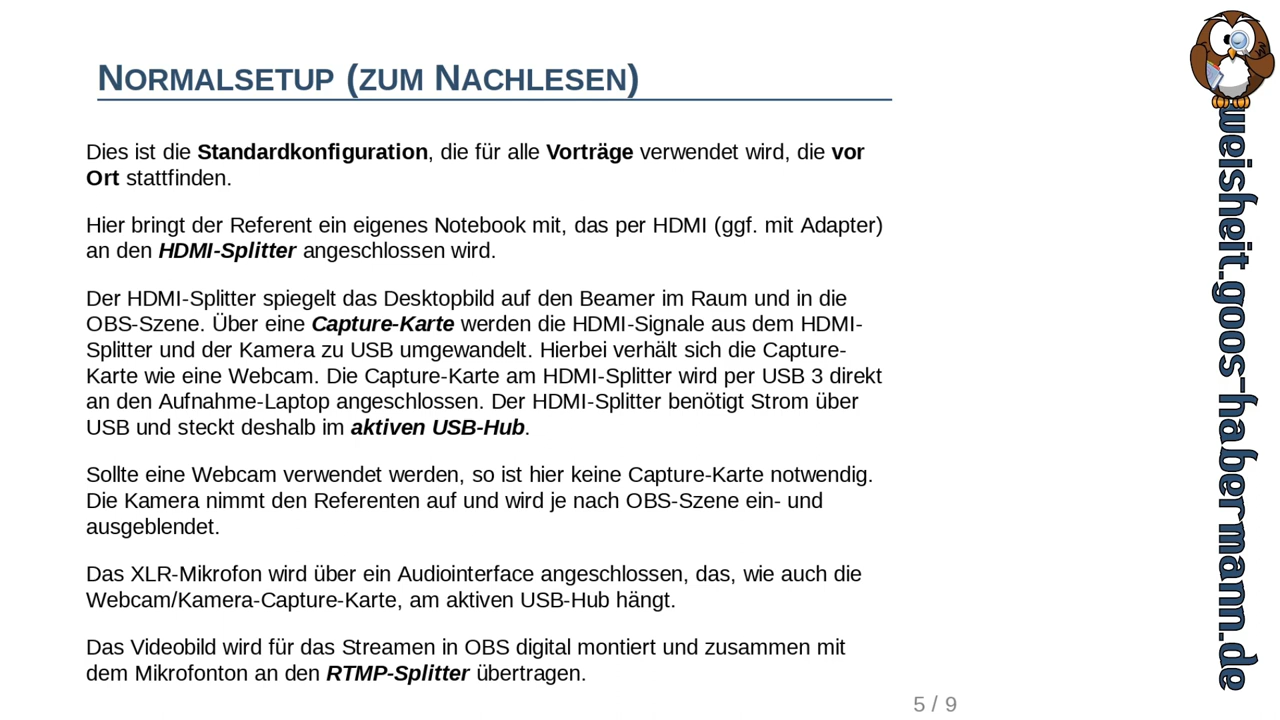 NORMALSETUP (ZUM NACHLESEN)
Dies ist die Standardkonfiguration, die für alle Vorträge verwendet wird, die vor
Ort stattfinden.
Hier bringt der Referent ein eigenes Notebook mit, das per HDMI (ggf. mit Adapter)
an den HDMI-Splitter angeschlossen wird.
Der HDMI-Splitter spiegelt das Desktopbild auf den Beamer im Raum und in die
OBS-Szene. Über eine Capture-Karte werden die HDMI-Signale aus dem HDMI-
Splitter und der Kamera zu USB umgewandelt. Hierbei verhält sich die Capture-
Karte wie eine Webcam. Die Capture-Karte am HDMI-Splitter wird per USB 3 direkt
an den Aufnahme-Laptop angeschlossen. Der HDMI-Splitter benötigt Strom über
USB und steckt deshalb im aktiven USB-Hub.
Sollte eine Webcam verwendet werden, so ist hier keine Capture-Karte notwendig.
Die Kamera nimmt den Referenten auf und wird je nach OBS-Szene ein- und
ausgeblendet.
Das XLR-Mikrofon wird über ein Audiointerface angeschlossen, das, wie auch die
Webcam/Kamera-Capture-Karte, am aktiven USB-Hub hängt.
Das Videobild wird für das Streamen in OBS digital montiert und zusammen mit
dem Mikrofonton an den RTMP-Splitter übertragen.
5 / 9
weisheit.goos-habermann.de